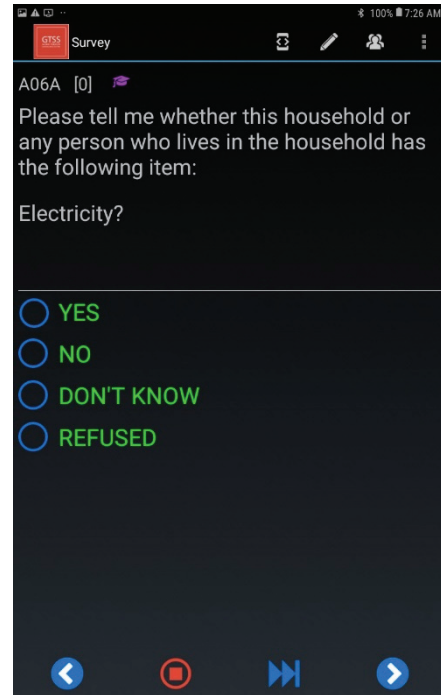 100% 7:26 AM
GTSS Survey
A06A [0]
Please tell me whether this household or
any person who lives in the household has
the following item:
Electricity?
YES
NO
DON'T KNOW
REFUSED